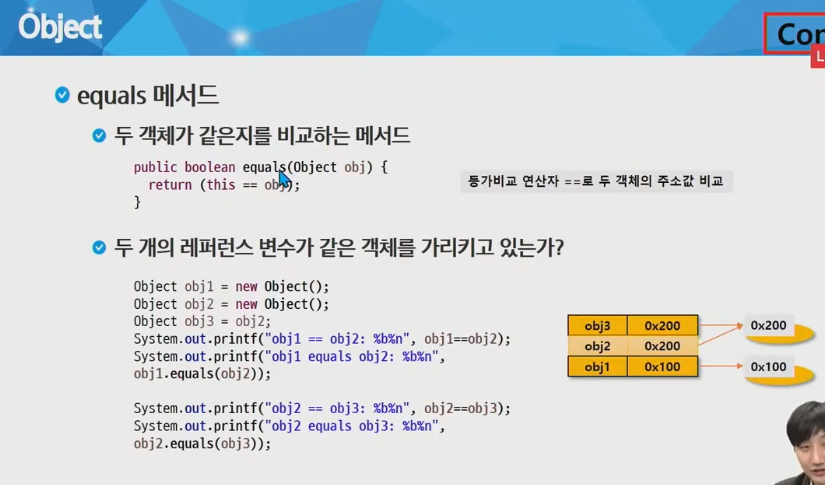 Object
equals 메서드
두 객체가 같은지를 비교하는 메서드
public boolean equals(Object obj) {
return (this == obj);
}
등가비교 연산자 ==로 두 객체의 주소값 비교
두 개의 레퍼런스 변수가 같은 객체를 가리키고 있는가?
Object obj1 = new Object();
Object obj2 = new Object();
Object obj3 = obj2;
System.out.printf("obj1 == obj2: %b%n", obj1==obj2);
System.out.printf("obj1 equals obj2: %b%n",
obj1.equals(obj2));
System.out.printf("obj2 == obj3: %b%n", obj2==obj3);
System.out.printf("obj2 equals obj3: %b%n",
obj2.equals(obj3));
obj3 0x200 0x200
obj2 0x200
obj1 0x100 0x100